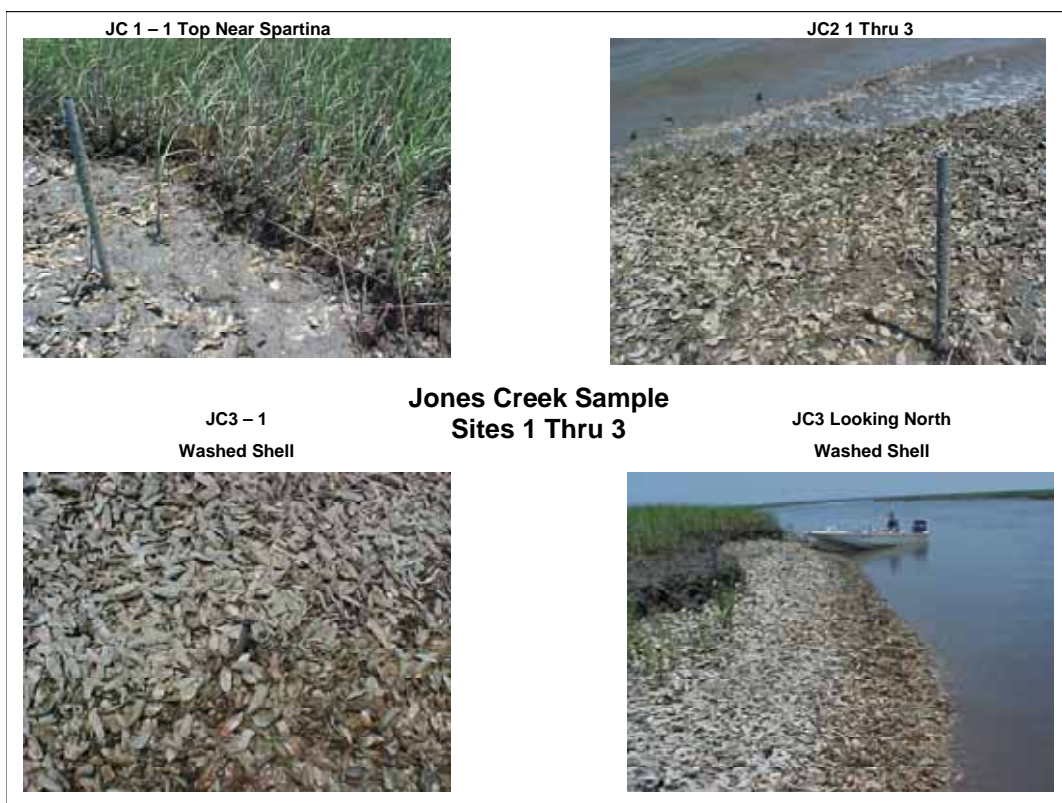 JC 1 – 1 Top Near Spartina
JC2 1 Thru 3
Jones Creek Sample
Sites 1 Thru 3
JC3 – 1
Washed Shell
JC3 Looking North
Washed Shell